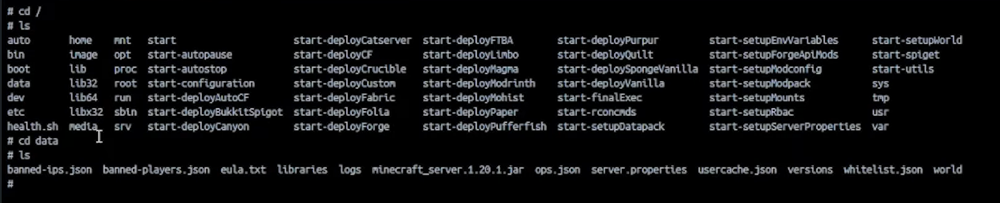 # cd /
# ls
auto home mnt start start-deployCatserver start-deployFTBA start-deployPurpur start-setupEnvVariables start-setupWorld
bin image opt start-autopause start-deployCF start-deployLimbo start-deployQuilt start-setupForgeApiMods start-spiget
boot lib proc start-autostop start-deployCrucible start-deployMagma start-deploySpongeVanilla start-setupModconfig start-utils
data lib32 root start-configuration start-deployCustom start-deployModrinth start-deployVanilla start-setupModpack sys
dev lib64 run start-deployAutoCF start-deployFabric start-deployMohist start-finalExec start-setupMounts tmp
etc libx32 sbin start-deployBukkitSpigot start-deployFolia start-deployPaper start-rconcmds start-setupRbac usr
health.sh media srv start-deployCanyon start-deployForge start-deployPufferfish start-setupDatapack start-setupServerProperties var
# cd data
# ls
banned-ips.json banned-players.json eula.txt libraries logs minecraft_server.1.20.1.jar ops.json server.properties usercache.json versions whitelist.json world
#